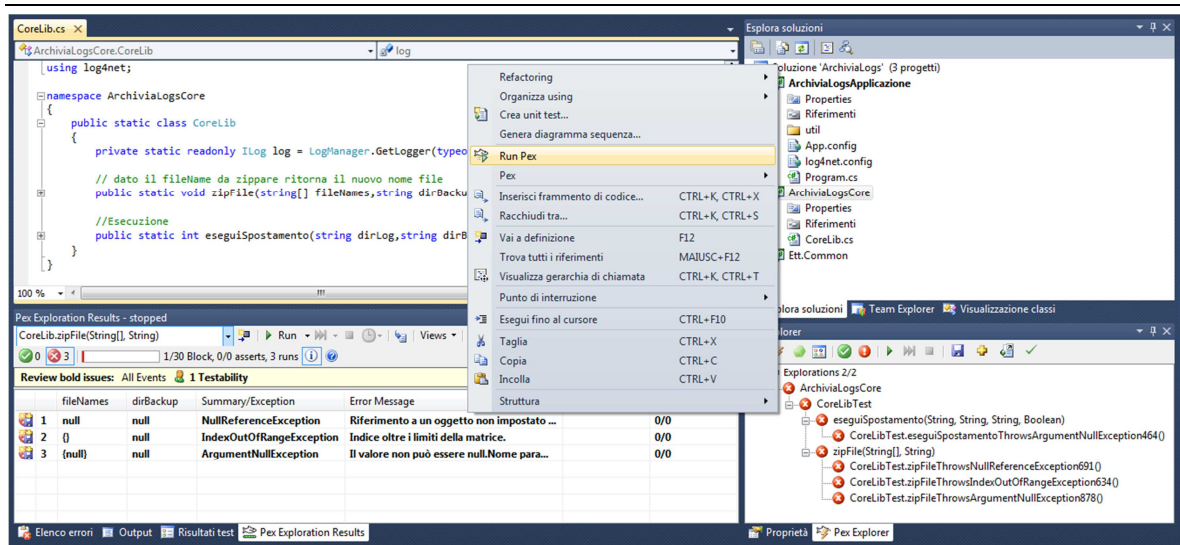 CoreLib.cs
ArchiviaLogsCore.CoreLib
log
using log4net;
namespace ArchiviaLogsCore
{
public static class CoreLib
{
private static readonly ILog log = LogManager.GetLogger(typeo
// dato il fileName da zippare ritorna il nuovo nome file
public static void zipFile(string[] fileNames,string dirBacku
//Esecuzione
public static int eseguiSpostamento(string dirLog,string dirB
}
}
100 %
Refactoring
Organizza using
Crea unit test...
Genera diagramma sequenza...
Run Pex
Pex
Inserisci frammento di codice... CTRL+K, CTRL+X
Racchiudi tra... CTRL+K, CTRL+S
Vai a definizione F12
Trova tutti i riferimenti MAIUSC+F12
Visualizza gerarchia di chiamata CTRL+K, CTRL+T
Punto di interruzione
Esegui fino al cursore CTRL+F10
Taglia CTRL+X
Copia CTRL+C
Incolla CTRL+V
Struttura
Esplora soluzioni
oluzione 'ArchiviaLogs' (3 progetti)
ArchiviaLogsApplicazione
Properties
Riferimenti
util
App.config
log4net.config
Program.cs
ArchiviaLogsCore
Properties
Riferimenti
CoreLib.cs
Ett.Common
plora soluzioni Team Explorer Visualizzazione classi
Pex Exploration Results - stopped
CoreLib.zipFile(String[], String) Run Views
0 3 1/30 Block, 0/0 asserts, 3 runs
Review bold issues: All Events 1 Testability
fileNames dirBackup Summary/Exception Error Message
1 null null NullReferenceException Riferimento a un oggetto non impostato ... 0/0
2 {} null IndexOutOfRangeException Indice oltre i limiti della matrice. 0/0
3 {null} null ArgumentNullException Il valore non può essere null.Nome para... 0/0
Elenco errori Output Risultati test Pex Exploration Results
lorer
Explorations 2/2
ArchiviaLogsCore
CoreLibTest
eseguiSpostamento(String, String, String, Boolean)
CoreLibTest.eseguiSpostamentoThrowsArgumentNullException464()
zipFile(String[], String)
CoreLibTest.zipFileThrowsNullReferenceException691()
CoreLibTest.zipFileThrowsIndexOutOfRangeException634()
CoreLibTest.zipFileThrowsArgumentNullException878()
Proprietà Pex Explorer